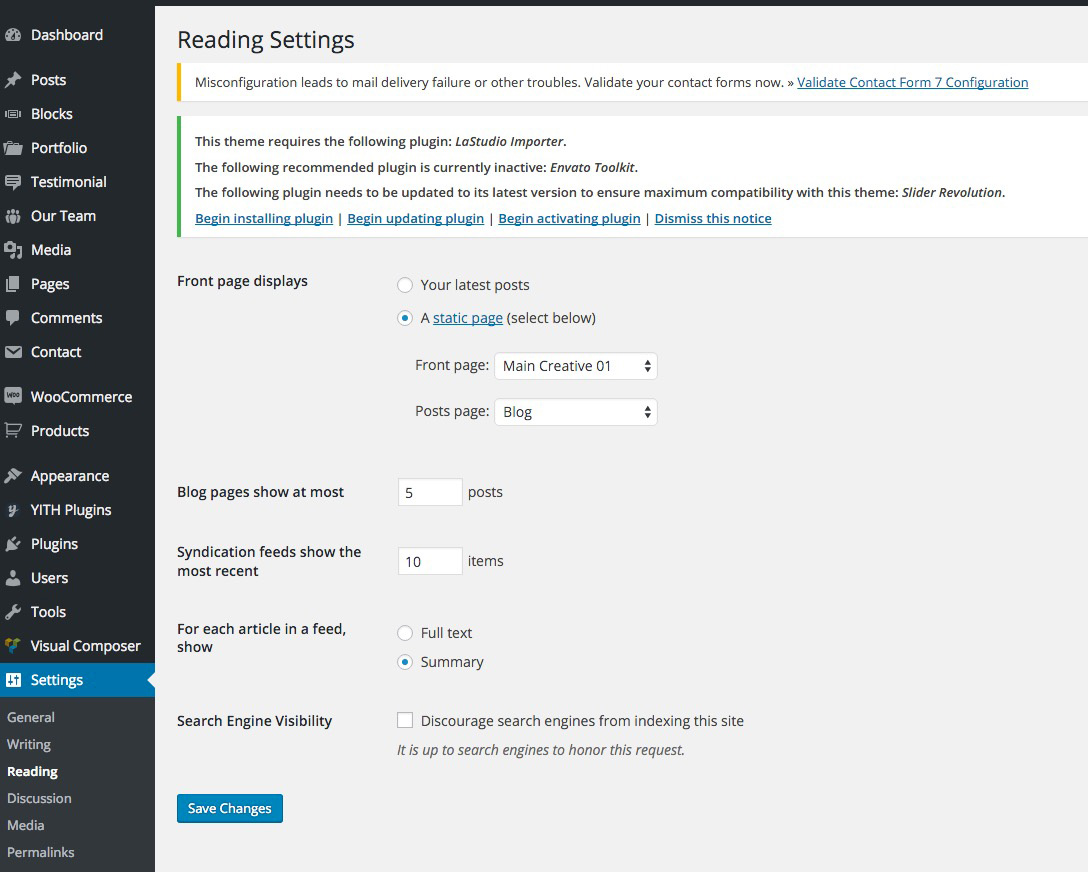 Dashboard
Posts
Blocks
Portfolio
Testimonial
Our Team
Media
Pages
Comments
Contact
WOO WooCommerce
Products
Appearance
y YITH Plugins
Plugins
Users
Tools
Visual Composer
Settings
General
Writing
Reading
Discussion
Media
Permalinks
Reading Settings
Misconfiguration leads to mail delivery failure or other troubles. Validate your contact forms now. » Validate Contact Form 7 Configuration
This theme requires the following plugin: LaStudio Importer.
The following recommended plugin is currently inactive: Envato Toolkit.
The following plugin needs to be updated to its latest version to ensure maximum compatibility with this theme: Slider Revolution.
Begin installing plugin | Begin updating plugin | Begin activating plugin | Dismiss this notice
Front page displays
Your latest posts
A static page (select below)
Front page: Main Creative 01
Posts page: Blog
Blog pages show at most 5 posts
Syndication feeds show the
most recent
10 items
For each article in a feed,
show
Full text
Summary
Search Engine Visibility
Discourage search engines from indexing this site
It is up to search engines to honor this request.
Save Changes